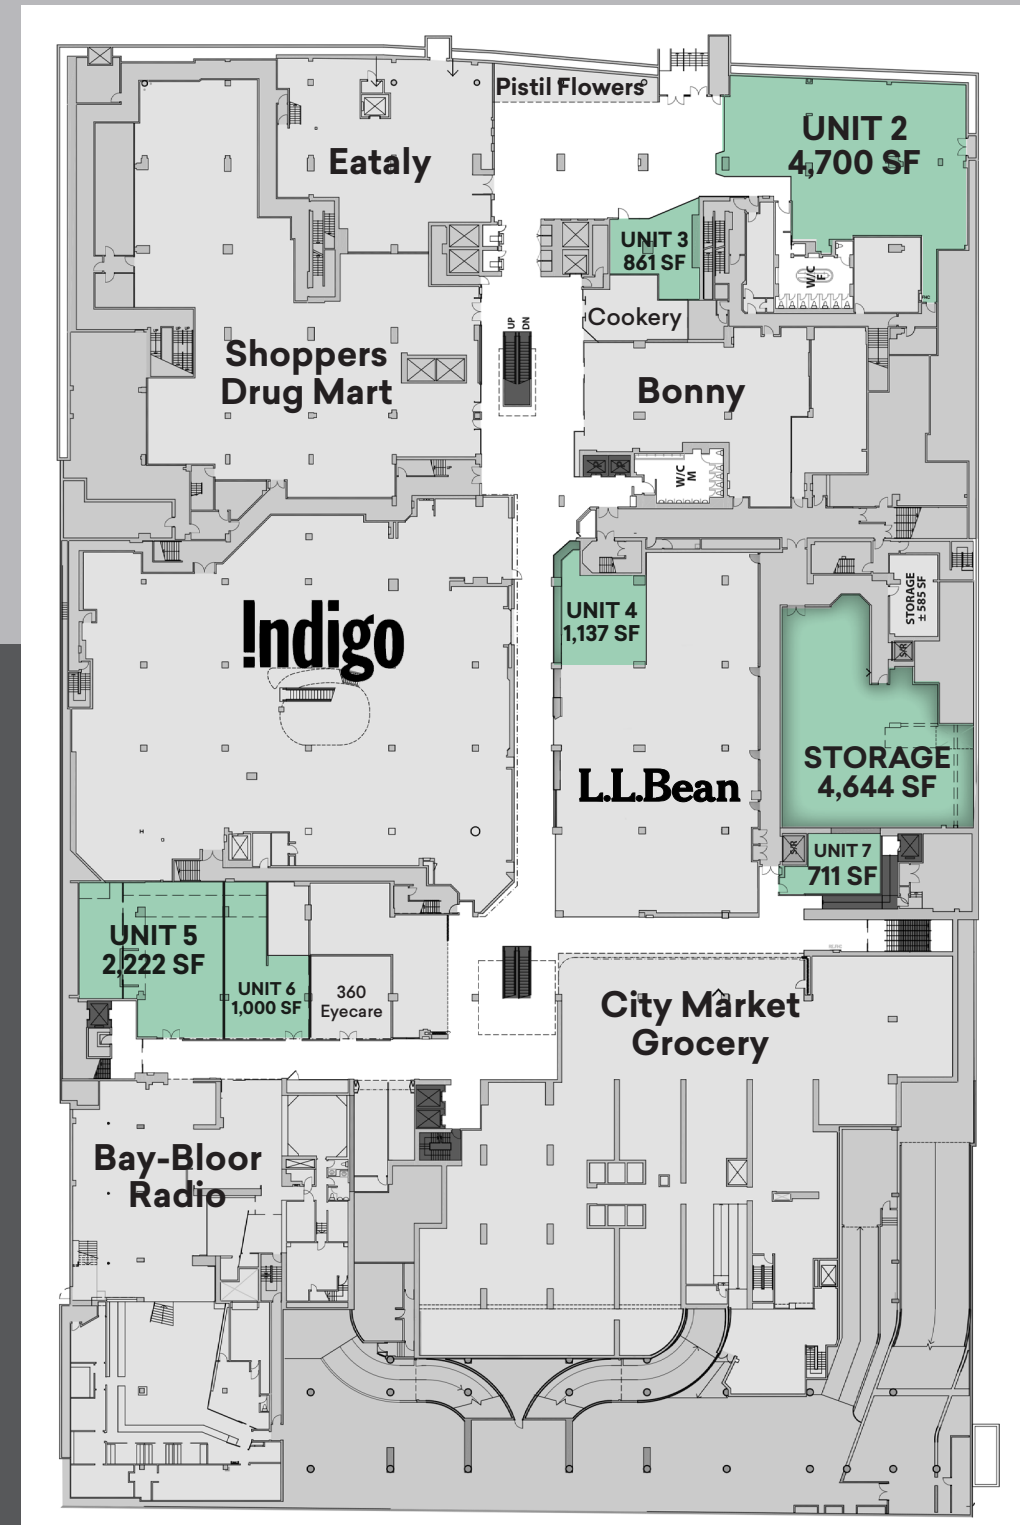 Pistil Flowers
UNIT 2
4,700 SF
Eataly
UNIT 3
861 SF
W/C
F
Cookery
UP
DN
Shoppers
Drug Mart
Bonny
W/C
M
!ndigo
UNIT 4
1,137 SF
STORAGE
± 585 SF
S/R
STORAGE
4,644 SF
L.L.Bean
S/R
UNIT 7
711 SF
UNIT 5
2,222 SF
UNIT 6
1,000 SF
360
Eyecare
City Market
Grocery
Bay-Bloor
Radio